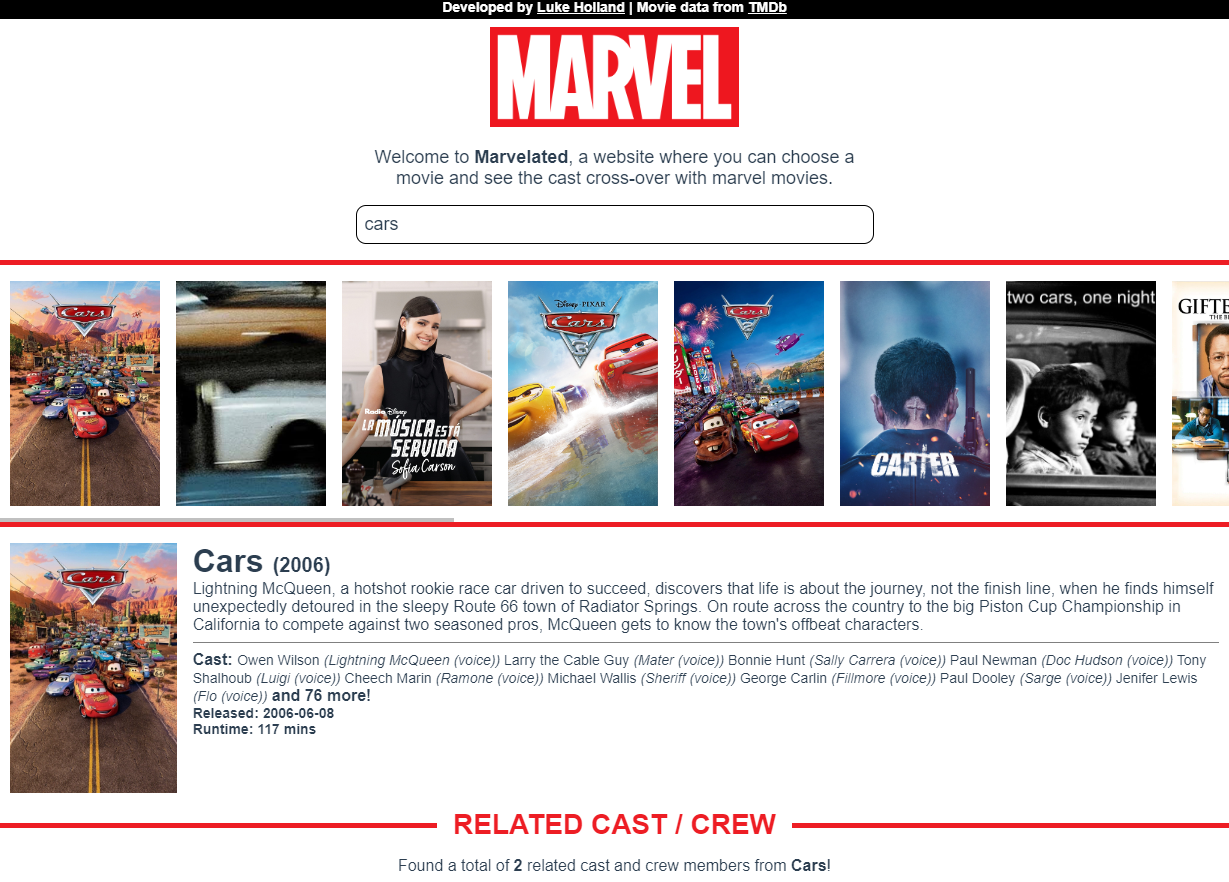 Developed by Luke Holland | Movie data from TMDb
MARVEL
Welcome to Marvelated, a website where you can choose a
movie and see the cast cross-over with marvel movies.
cars
Cars
Radio Disney
LA MÚSICA ESTÁ
SERVIDA
Sofia Carson
Disney · PIXAR
Cars
3
Cars
2
CARTER
two cars, one night
GIFTE
THE B
Cars
Cars (2006)
Lightning McQueen, a hotshot rookie race car driven to succeed, discovers that life is about the journey, not the finish line, when he finds himself
unexpectedly detoured in the sleepy Route 66 town of Radiator Springs. On route across the country to the big Piston Cup Championship in
California to compete against two seasoned pros, McQueen gets to know the town's offbeat characters.
Cast: Owen Wilson (Lightning McQueen (voice)) Larry the Cable Guy (Mater (voice)) Bonnie Hunt (Sally Carrera (voice)) Paul Newman (Doc Hudson (voice)) Tony
Shalhoub (Luigi (voice)) Cheech Marin (Ramone (voice)) Michael Wallis (Sheriff (voice)) George Carlin (Fillmore (voice)) Paul Dooley (Sarge (voice)) Jenifer Lewis
(Flo (voice)) and 76 more!
Released: 2006-06-08
Runtime: 117 mins
RELATED CAST / CREW
Found a total of 2 related cast and crew members from Cars!